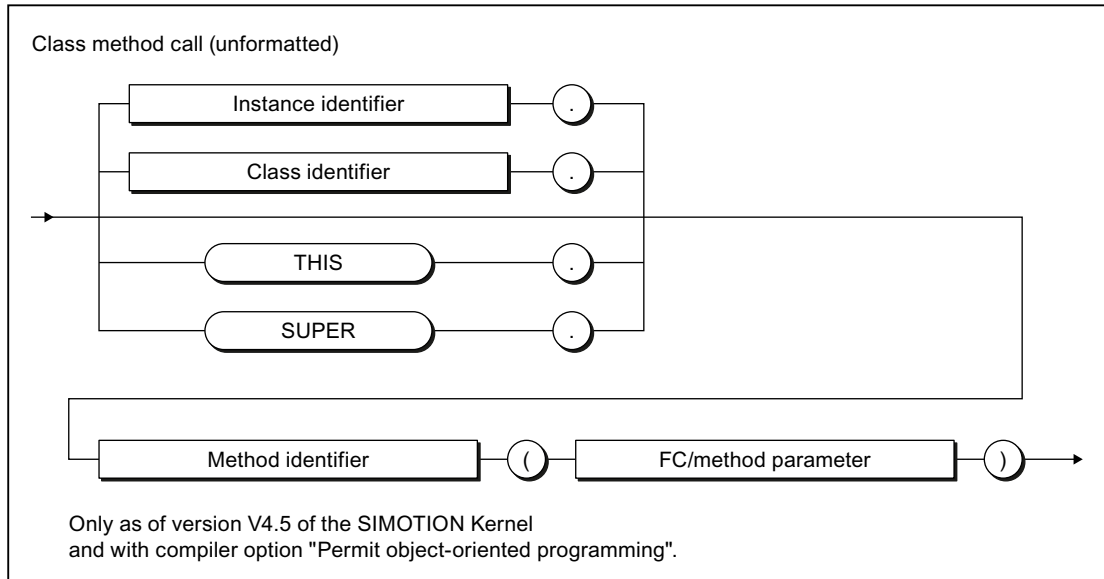 Class method call (unformatted)
Instance identifier .
Class identifier .
THIS .
SUPER .
Method identifier ( FC/method parameter )
Only as of version V4.5 of the SIMOTION Kernel
and with compiler option "Permit object-oriented programming".